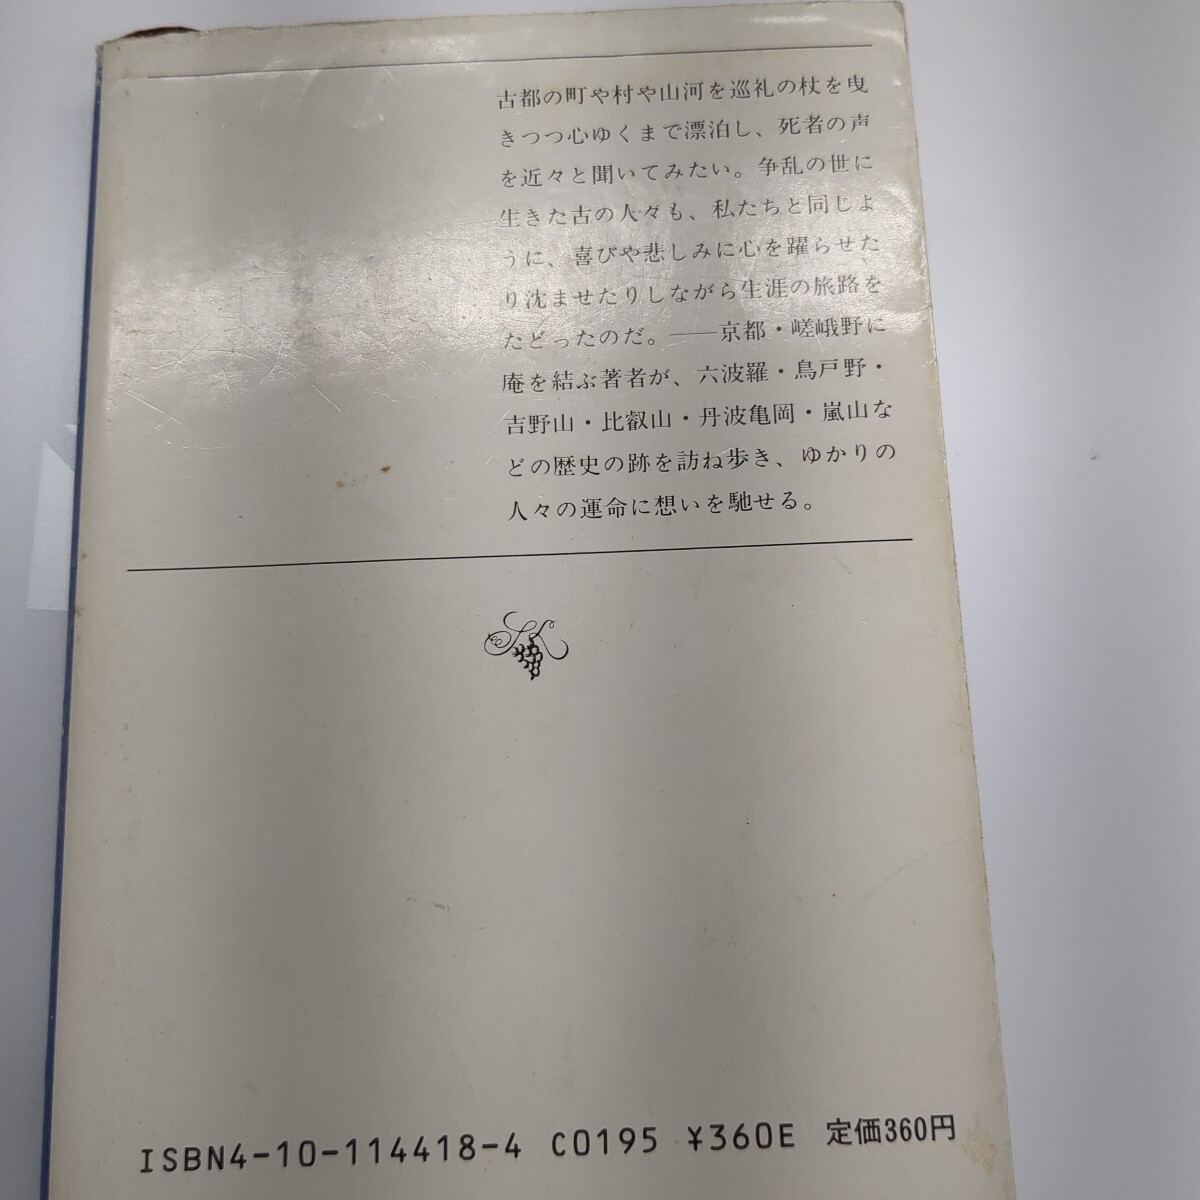 古都の町や村や山河を巡礼の杖を曳
きつつ心ゆくまで漂泊し、死者の声
を近々と聞いてみたい。争乱の世に
生きた古の人々も、私たちと同じよ
うに、喜びや悲しみに心を躍らせた
り沈ませたりしながら生涯の旅路を
たどったのだ。――京都・嵯峨野に
庵を結ぶ著者が、六波羅・鳥戸野・
吉野山・比叡山・丹波亀岡・嵐山な
どの歴史の跡を訪ね歩き、ゆかりの
人々の運命に想いを馳せる。
ISBN4-10-114418-4 C0195 ¥360E 定価360円